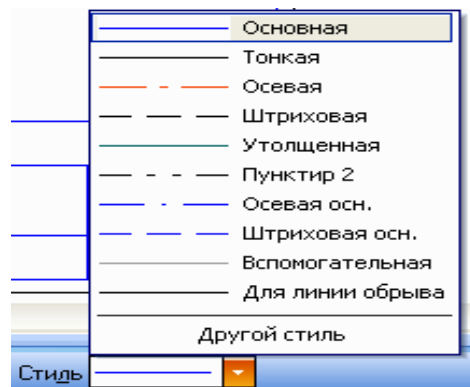 Основная
Тонкая
Осевая
Штриховая
Утолщенная
Пунктир 2
Осевая осн.
Штриховая осн.
Вспомогательная
Для линии обрыва
Другой стиль
Стиль